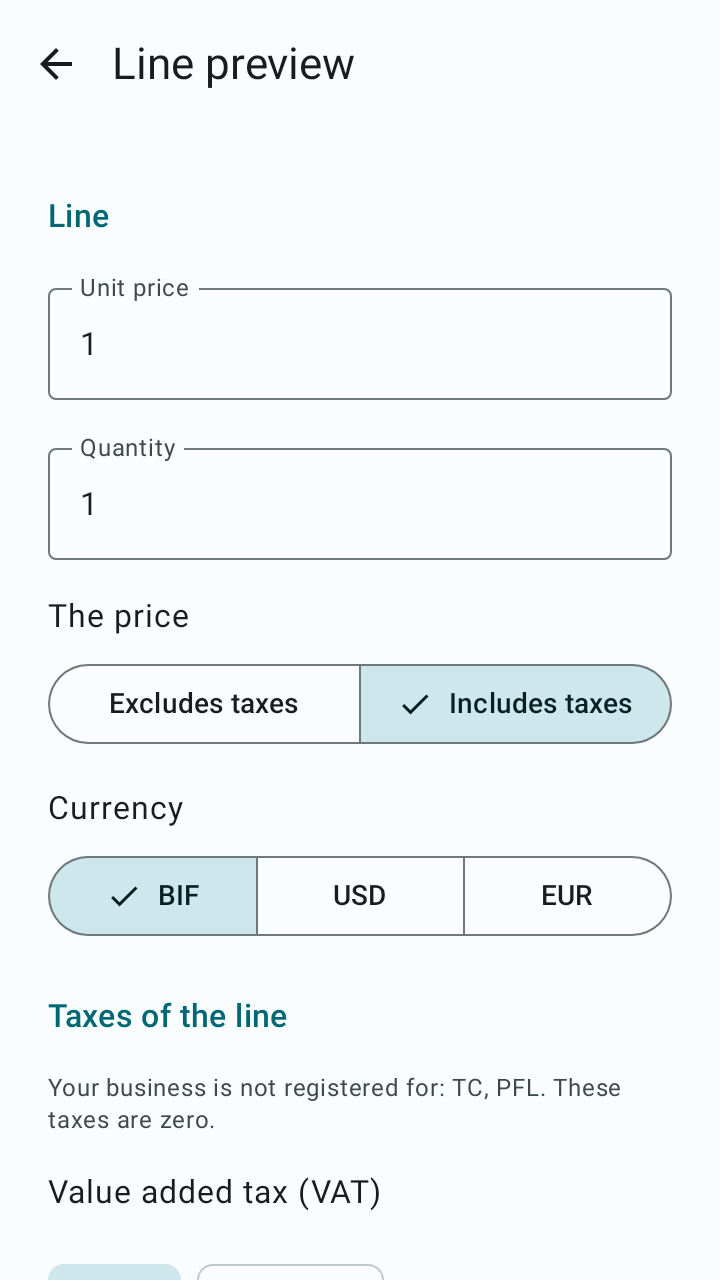 Line preview
Line
Unit price
1
Quantity
1
The price
Excludes taxes
Includes taxes
Currency
BIF
USD
EUR
Taxes of the line
Your business is not registered for: TC, PFL. These
taxes are zero.
Value added tax (VAT)